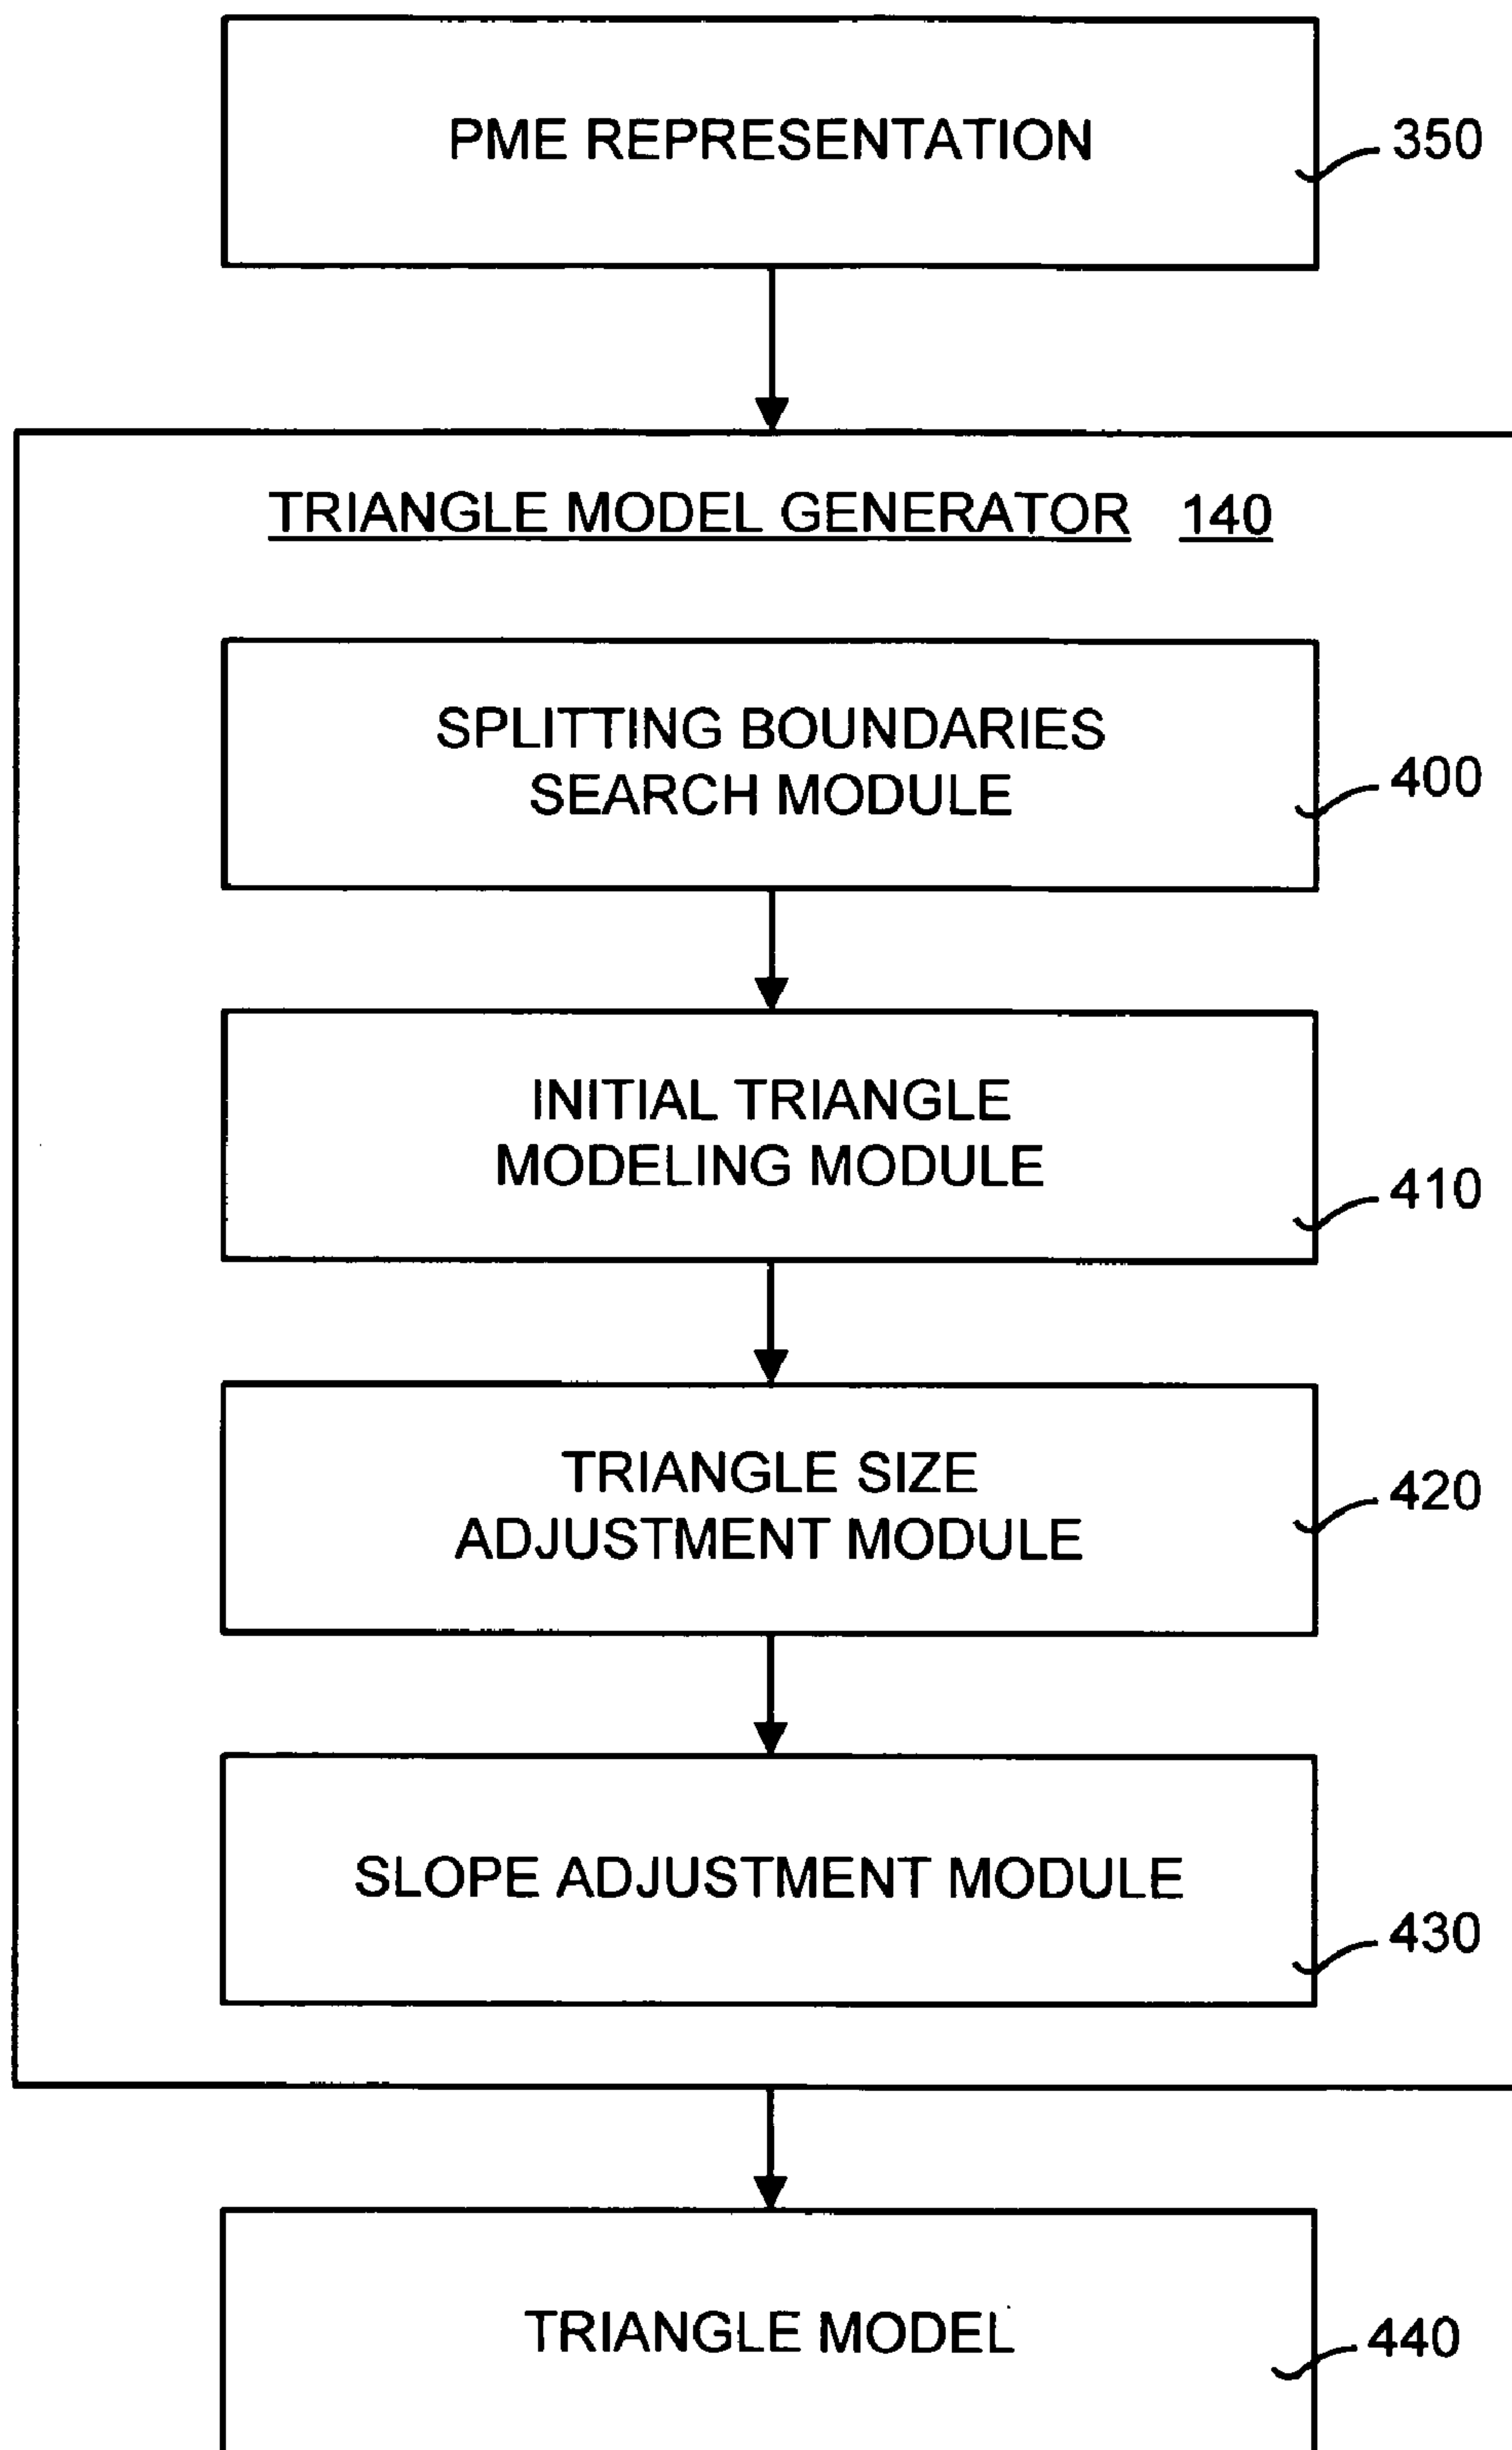 PME REPRESENTATION
350
TRIANGLE MODEL GENERATOR 140
SPLITTING BOUNDARIES
SEARCH MODULE
400
INITIAL TRIANGLE
MODELING MODULE
410
TRIANGLE SIZE
ADJUSTMENT MODULE
420
SLOPE ADJUSTMENT MODULE
430
TRIANGLE MODEL
440